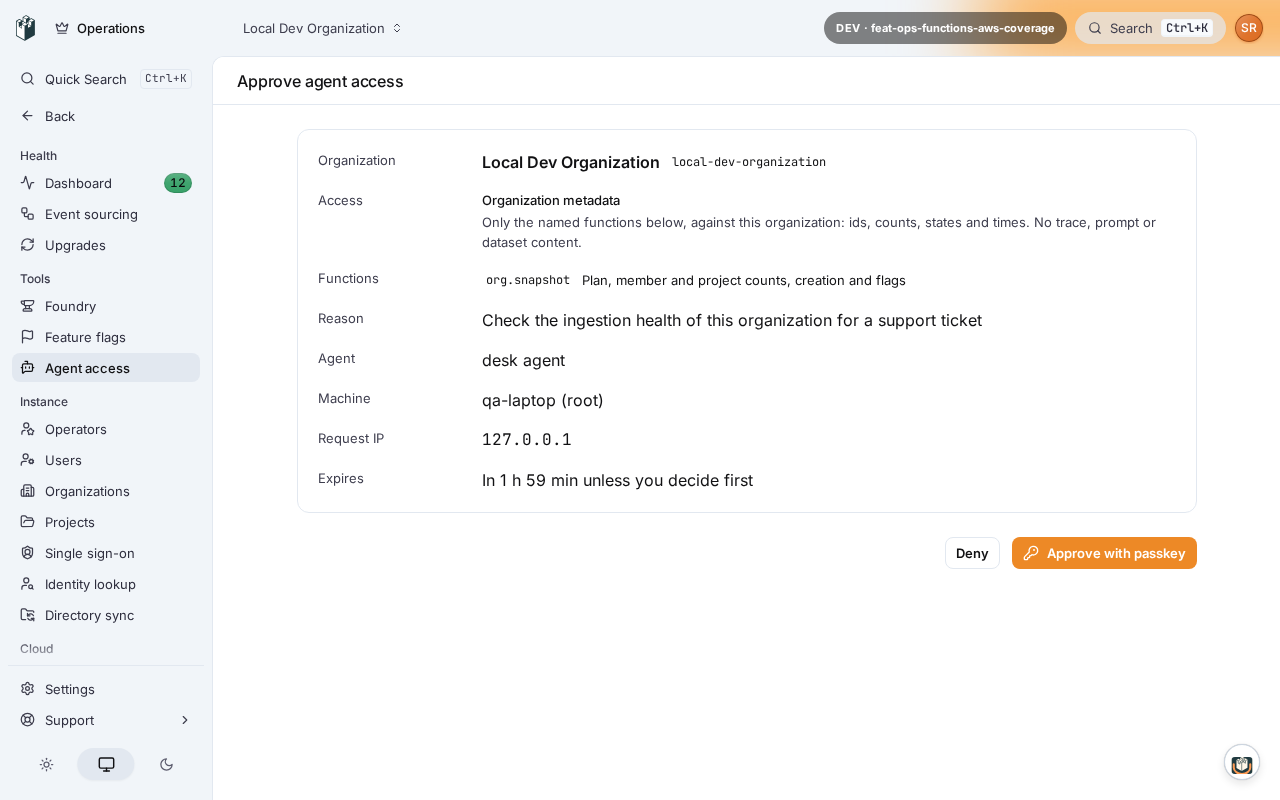 Operations
Local Dev Organization
DEV · feat-ops-functions-aws-coverage
Search Ctrl+K
SR
Quick Search Ctrl+K
Back
Health
Dashboard 12
Event sourcing
Upgrades
Tools
Foundry
Feature flags
Agent access
Instance
Operators
Users
Organizations
Projects
Single sign-on
Identity lookup
Directory sync
Cloud
Settings
Support
Approve agent access
Organization Local Dev Organization local-dev-organization
Access Organization metadata
Only the named functions below, against this organization: ids, counts, states and times. No trace, prompt or
dataset content.
Functions org.snapshot Plan, member and project counts, creation and flags
Reason Check the ingestion health of this organization for a support ticket
Agent desk agent
Machine qa-laptop (root)
Request IP 127.0.0.1
Expires In 1 h 59 min unless you decide first
Deny
Approve with passkey